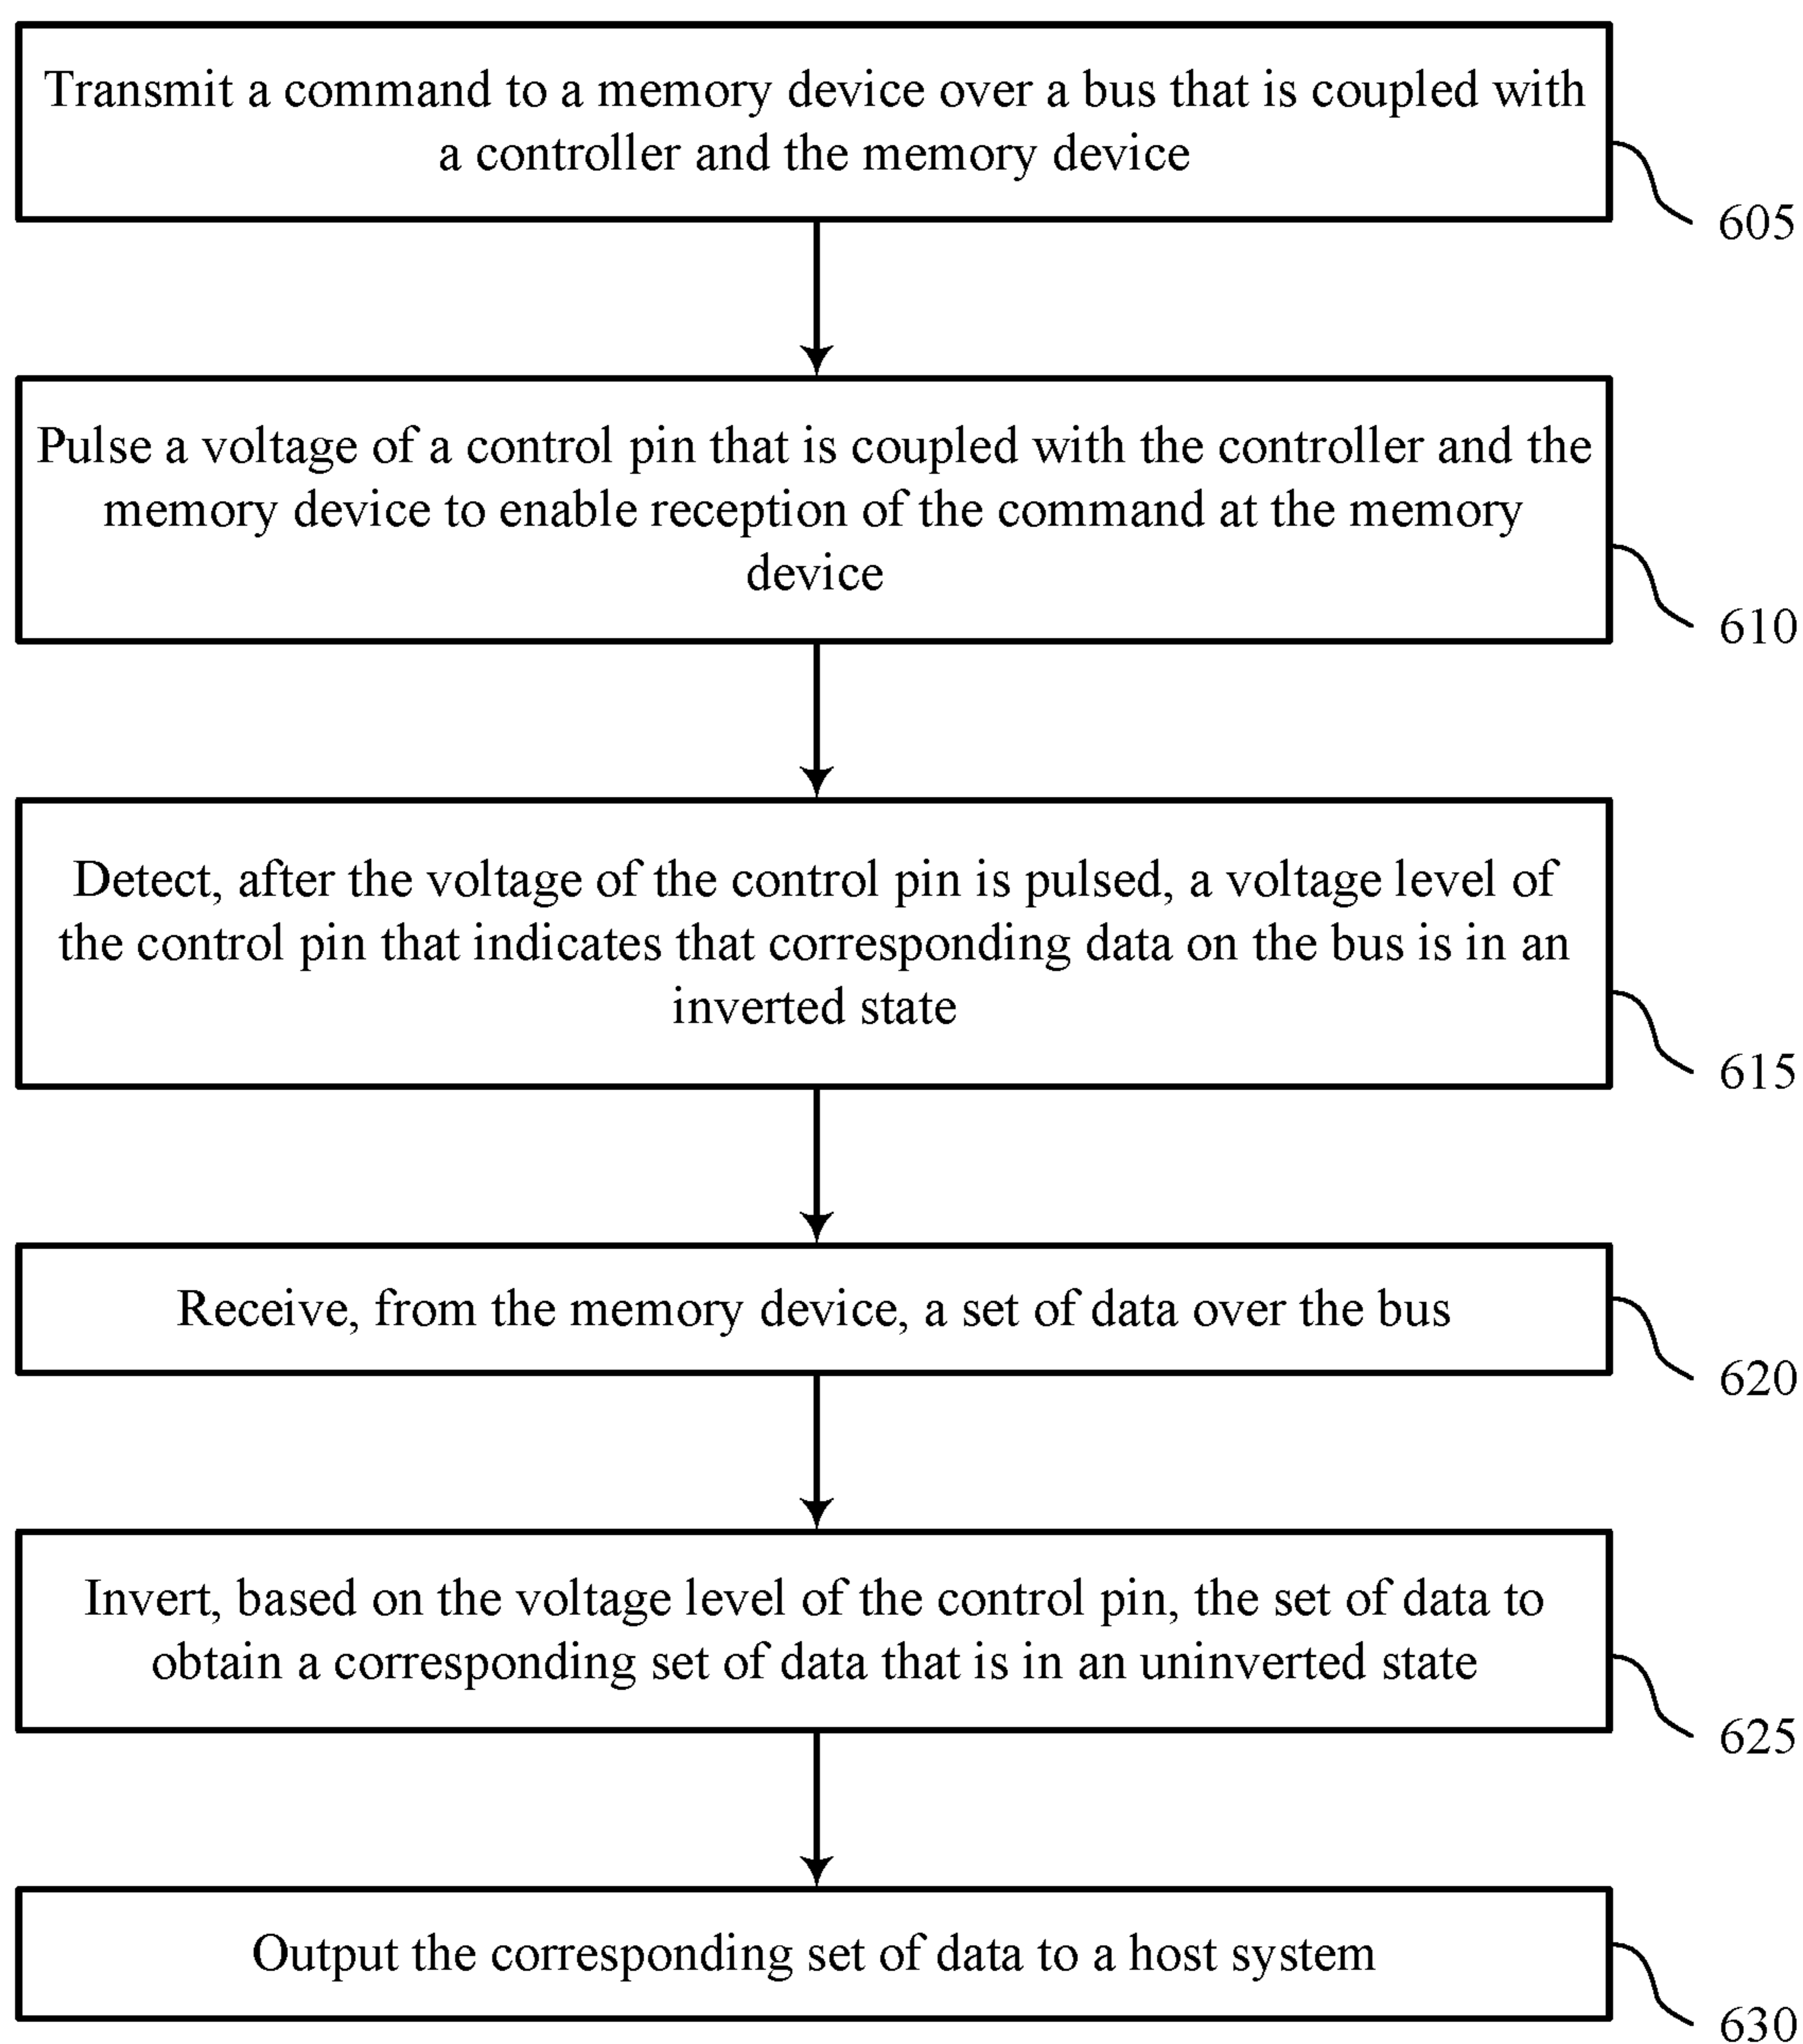 Transmit a command to a memory device over a bus that is coupled with
a controller and the memory device
605
Pulse a voltage of a control pin that is coupled with the controller and the
memory device to enable reception of the command at the memory
device
610
Detect, after the voltage of the control pin is pulsed, a voltage level of
the control pin that indicates that corresponding data on the bus is in an
inverted state
615
Receive, from the memory device, a set of data over the bus
620
Invert, based on the voltage level of the control pin, the set of data to
obtain a corresponding set of data that is in an uninverted state
625
Output the corresponding set of data to a host system
630